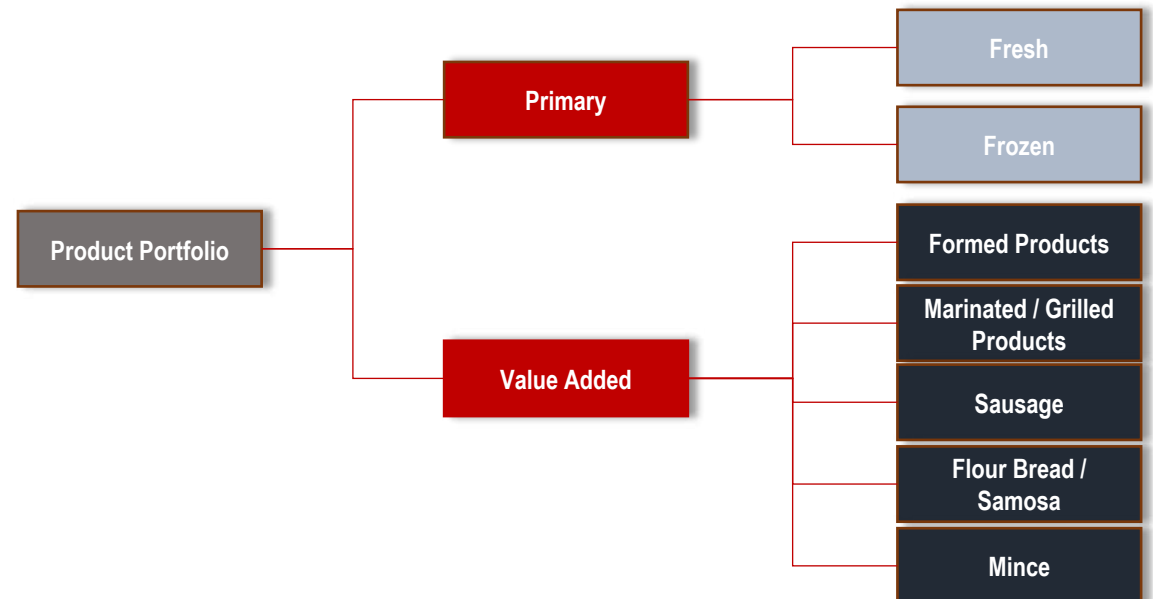 Product Portfolio
Primary
Fresh
Frozen
Value Added
Formed Products
Marinated / Grilled
Products
Sausage
Flour Bread /
Samosa
Mince